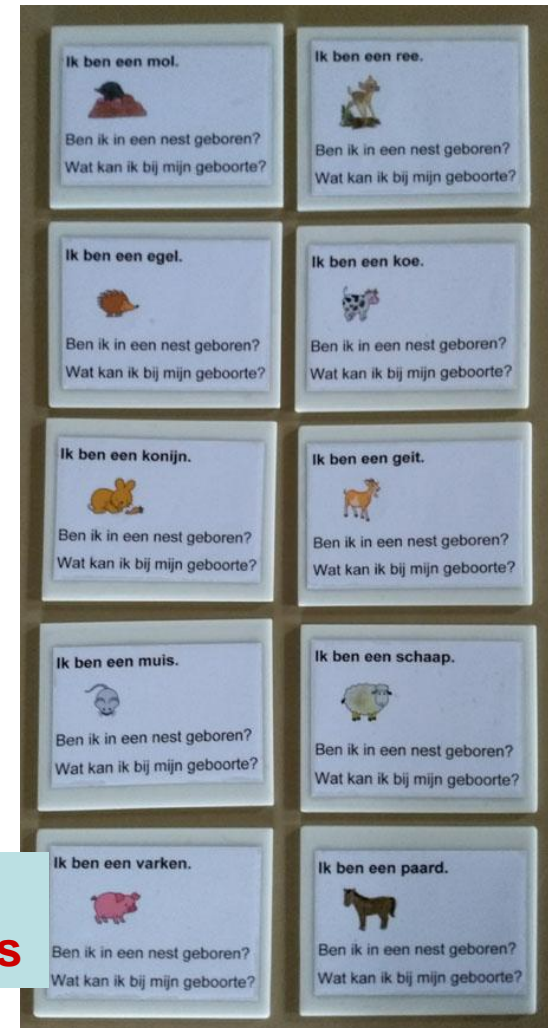 Ik ben een mol.
Ben ik in een nest geboren?
Wat kan ik bij mijn geboorte?
Ik ben een ree.
Ben ik in een nest geboren?
Wat kan ik bij mijn geboorte?
Ik ben een egel.
Ben ik in een nest geboren?
Wat kan ik bij mijn geboorte?
Ik ben een koe.
Ben ik in een nest geboren?
Wat kan ik bij mijn geboorte?
Ik ben een konijn.
Ben ik in een nest geboren?
Wat kan ik bij mijn geboorte?
Ik ben een geit.
Ben ik in een nest geboren?
Wat kan ik bij mijn geboorte?
Ik ben een muis.
Ben ik in een nest geboren?
Wat kan ik bij mijn geboorte?
Ik ben een schaap.
Ben ik in een nest geboren?
Wat kan ik bij mijn geboorte?
Ik ben een varken.
Ben ik in een nest geboren?
Wat kan ik bij mijn geboorte?
Ik ben een paard.
Ben ik in een nest geboren?
Wat kan ik bij mijn geboorte?